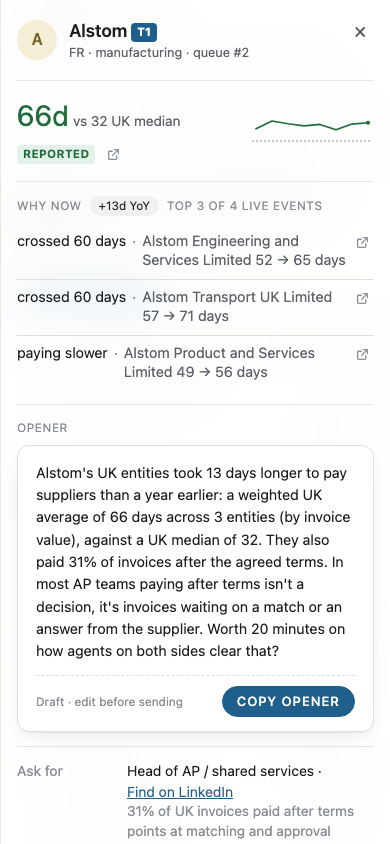 A
Alstom T1
FR · manufacturing · queue #2
66d vs 32 UK median
REPORTED
WHY NOW +13d YoY TOP 3 OF 4 LIVE EVENTS
crossed 60 days · Alstom Engineering and
Services Limited 52 → 65 days
crossed 60 days · Alstom Transport UK Limited
57 → 71 days
paying slower · Alstom Product and Services
Limited 49 → 56 days
OPENER
Alstom's UK entities took 13 days longer to pay
suppliers than a year earlier: a weighted UK
average of 66 days across 3 entities (by invoice
value), against a UK median of 32. They also
paid 31% of invoices after the agreed terms. In
most AP teams paying after terms isn't a
decision, it's invoices waiting on a match or an
answer from the supplier. Worth 20 minutes on
how agents on both sides clear that?
Draft · edit before sending
COPY OPENER
Ask for
Head of AP / shared services ·
Find on LinkedIn
31% of UK invoices paid after terms
points at matching and approval